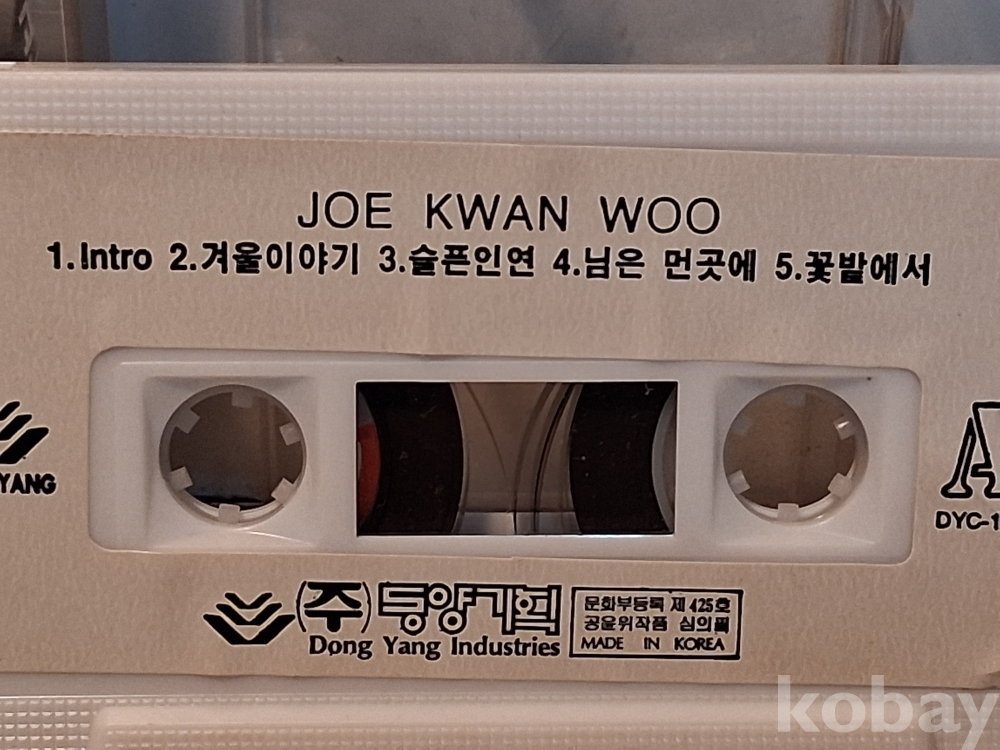 JOE KWAN WOO
1.Intro 2.겨울이야기 3.슬픈인연 4.님은 먼곳에 5.꽃밭에서
YANG
A
DYC-1
(주)동양기획
Dong Yang Industries
문화부등록 제 425호
공윤위작품 심의필
MADE IN KOREA
kobay